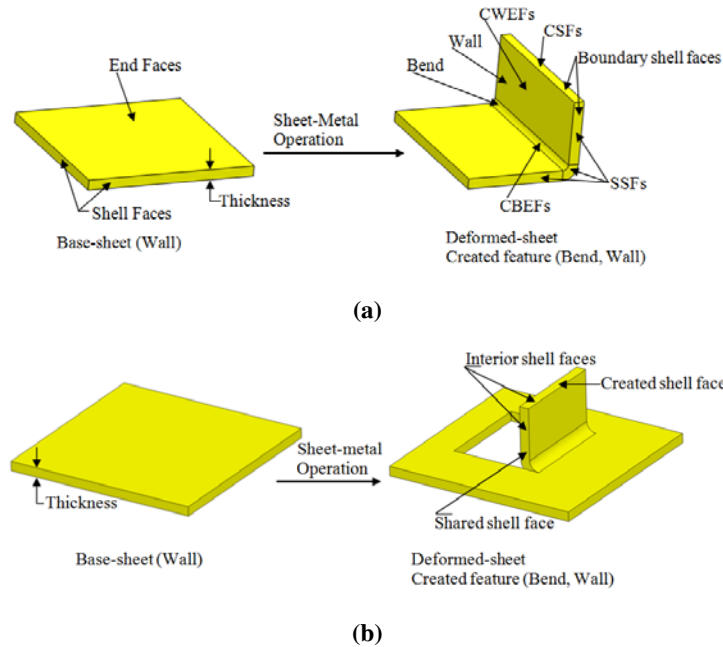 CWEFs
CSFs
End Faces
Wall
Boundary shell faces
Bend
Sheet-Metal
Operation
SSFs
Shell Faces
Thickness
CBEFs
Base-sheet (Wall)
Deformed-sheet
Created feature (Bend, Wall)
(a)
Interior shell faces
Created shell face
Sheet-metal
Operation
Thickness
Shared shell face
Base-sheet (Wall)
Deformed-sheet
Created feature (Bend, Wall)
(b)